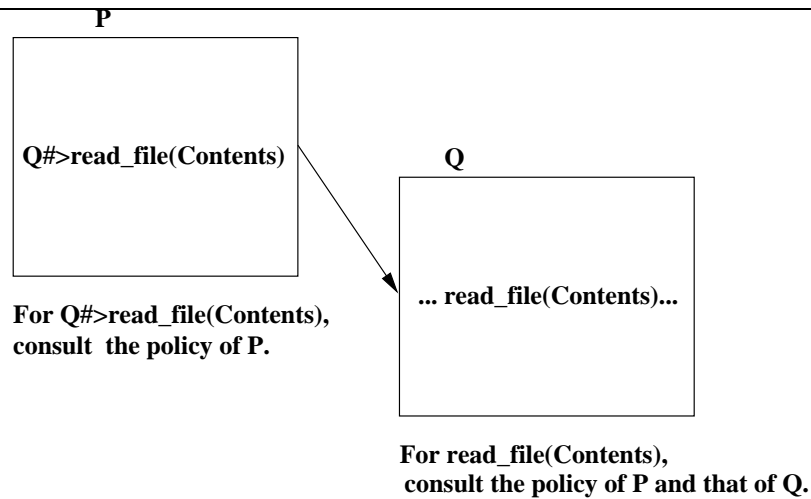 P
Q#>read_file(Contents)
For Q#>read_file(Contents),
consult the policy of P.
Q
... read_file(Contents)...
For read_file(Contents),
consult the policy of P and that of Q.